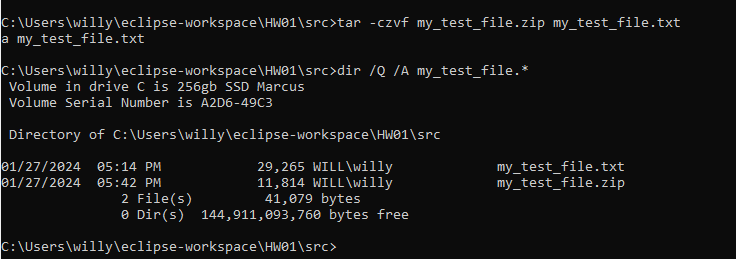 C:\Users\willy\eclipse-workspace\HW01\src>tar -czvf my_test_file.zip my_test_file.txt
a my_test_file.txt
C:\Users\willy\eclipse-workspace\HW01\src>dir /Q /A my_test_file.*
 Volume in drive C is 256gb SSD Marcus
 Volume Serial Number is A2D6-49C3
 Directory of C:\Users\willy\eclipse-workspace\HW01\src
01/27/2024  05:14 PM            29,265 WILL\willy             my_test_file.txt
01/27/2024  05:42 PM            11,814 WILL\willy             my_test_file.zip
               2 File(s)         41,079 bytes
               0 Dir(s)  144,911,093,760 bytes free
C:\Users\willy\eclipse-workspace\HW01\src>